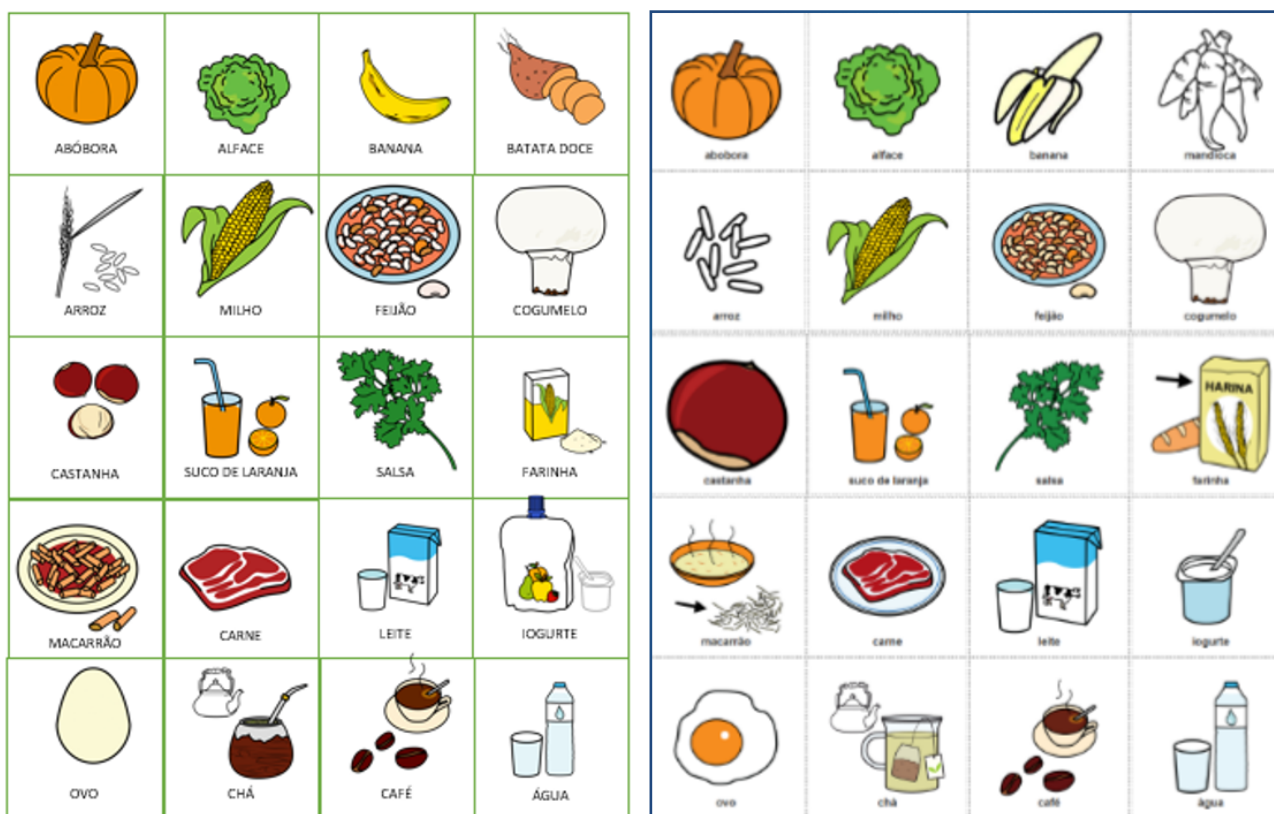 ABÓBORA
ALFACE
BANANA
BATATA DOCE
ARROZ
MILHO
FEIJÃO
COGUMELO
CASTANHA
SUCO DE LARANJA
SALSA
FARINHA
MACARRÃO
CARNE
LEITE
IOGURTE
OVO
CHÁ
CAFÉ
ÁGUA
abobora
alface
banana
mandioca
arroz
milho
feijão
cogumelo
castanha
suco de laranja
salsa
HARINA
farinha
macarrão
carne
leite
iogurte
ovo
chá
café
água